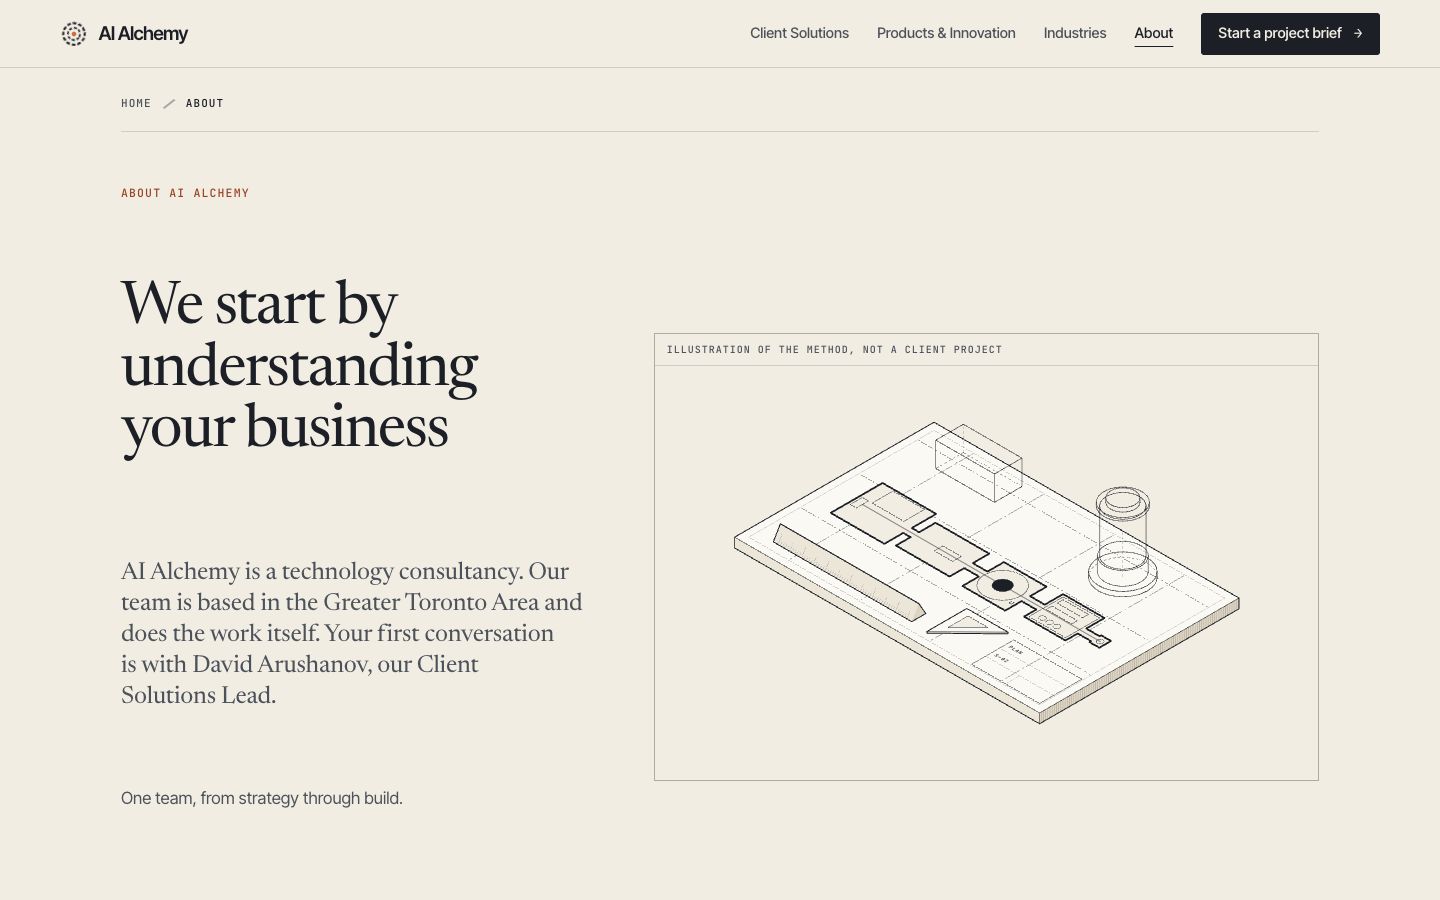 AI Alchemy
Client Solutions
Products & Innovation
Industries
About
Start a project brief →
HOME / ABOUT
ABOUT AI ALCHEMY
We start by
understanding
your business
AI Alchemy is a technology consultancy. Our
team is based in the Greater Toronto Area and
does the work itself. Your first conversation
is with David Arushanov, our Client
Solutions Lead.
One team, from strategy through build.
ILLUSTRATION OF THE METHOD, NOT A CLIENT PROJECT
PLAN